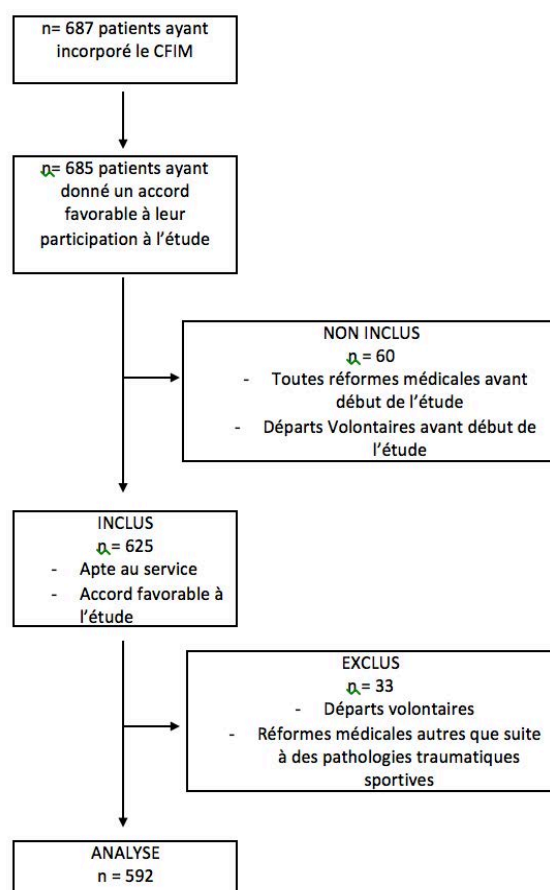 n= 687 patients ayant
incorporé le CFIM
n= 685 patients ayant
donné un accord
favorable à leur
participation à l'étude
NON INCLUS
n = 60
- Toutes réformes médicales avant
début de l'étude
- Départs Volontaires avant début de
l'étude
INCLUS
n = 625
- Apte au service
- Accord favorable à
l'étude
EXCLUS
n = 33
- Départs volontaires
- Réformes médicales autres que suite
à des pathologies traumatiques
sportives
ANALYSE
n = 592